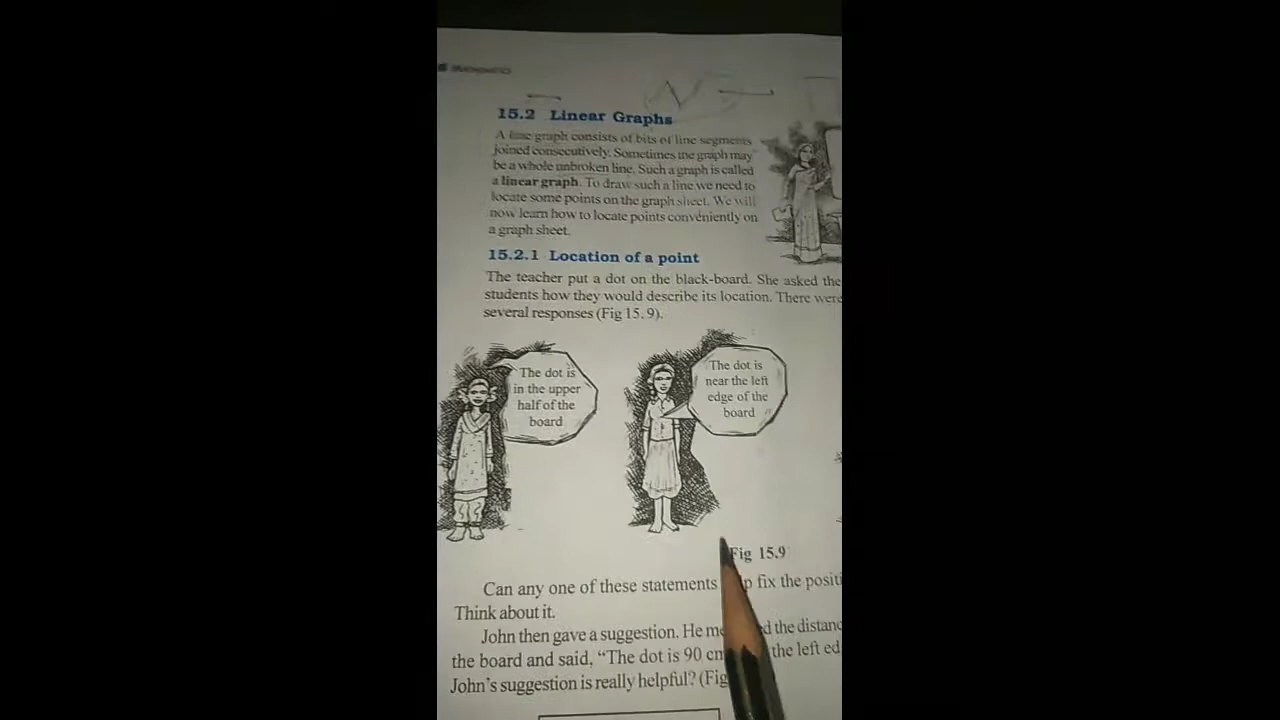 Mathematics
15.2 Linear Graphs
A line graph consists of bits of line segments
joined consecutively. Sometimes the graph may
be a whole unbroken line. Such a graph is called
a linear graph. To draw such a line we need to
locate some points on the graph sheet. We will
now learn how to locate points conveniently on
a graph sheet.
15.2.1 Location of a point
The teacher put a dot on the black-board. She asked the
students how they would describe its location. There were
several responses (Fig 15.9).
The dot is
in the upper
half of the
board
The dot is
near the left
edge of the
board
Fig 15.9
Can any one of these statements fix the
Think about it.
John then gave a suggestion. He the
the board and said, “The dot is 90 the left
John’s suggestion is really helpful? (Fig